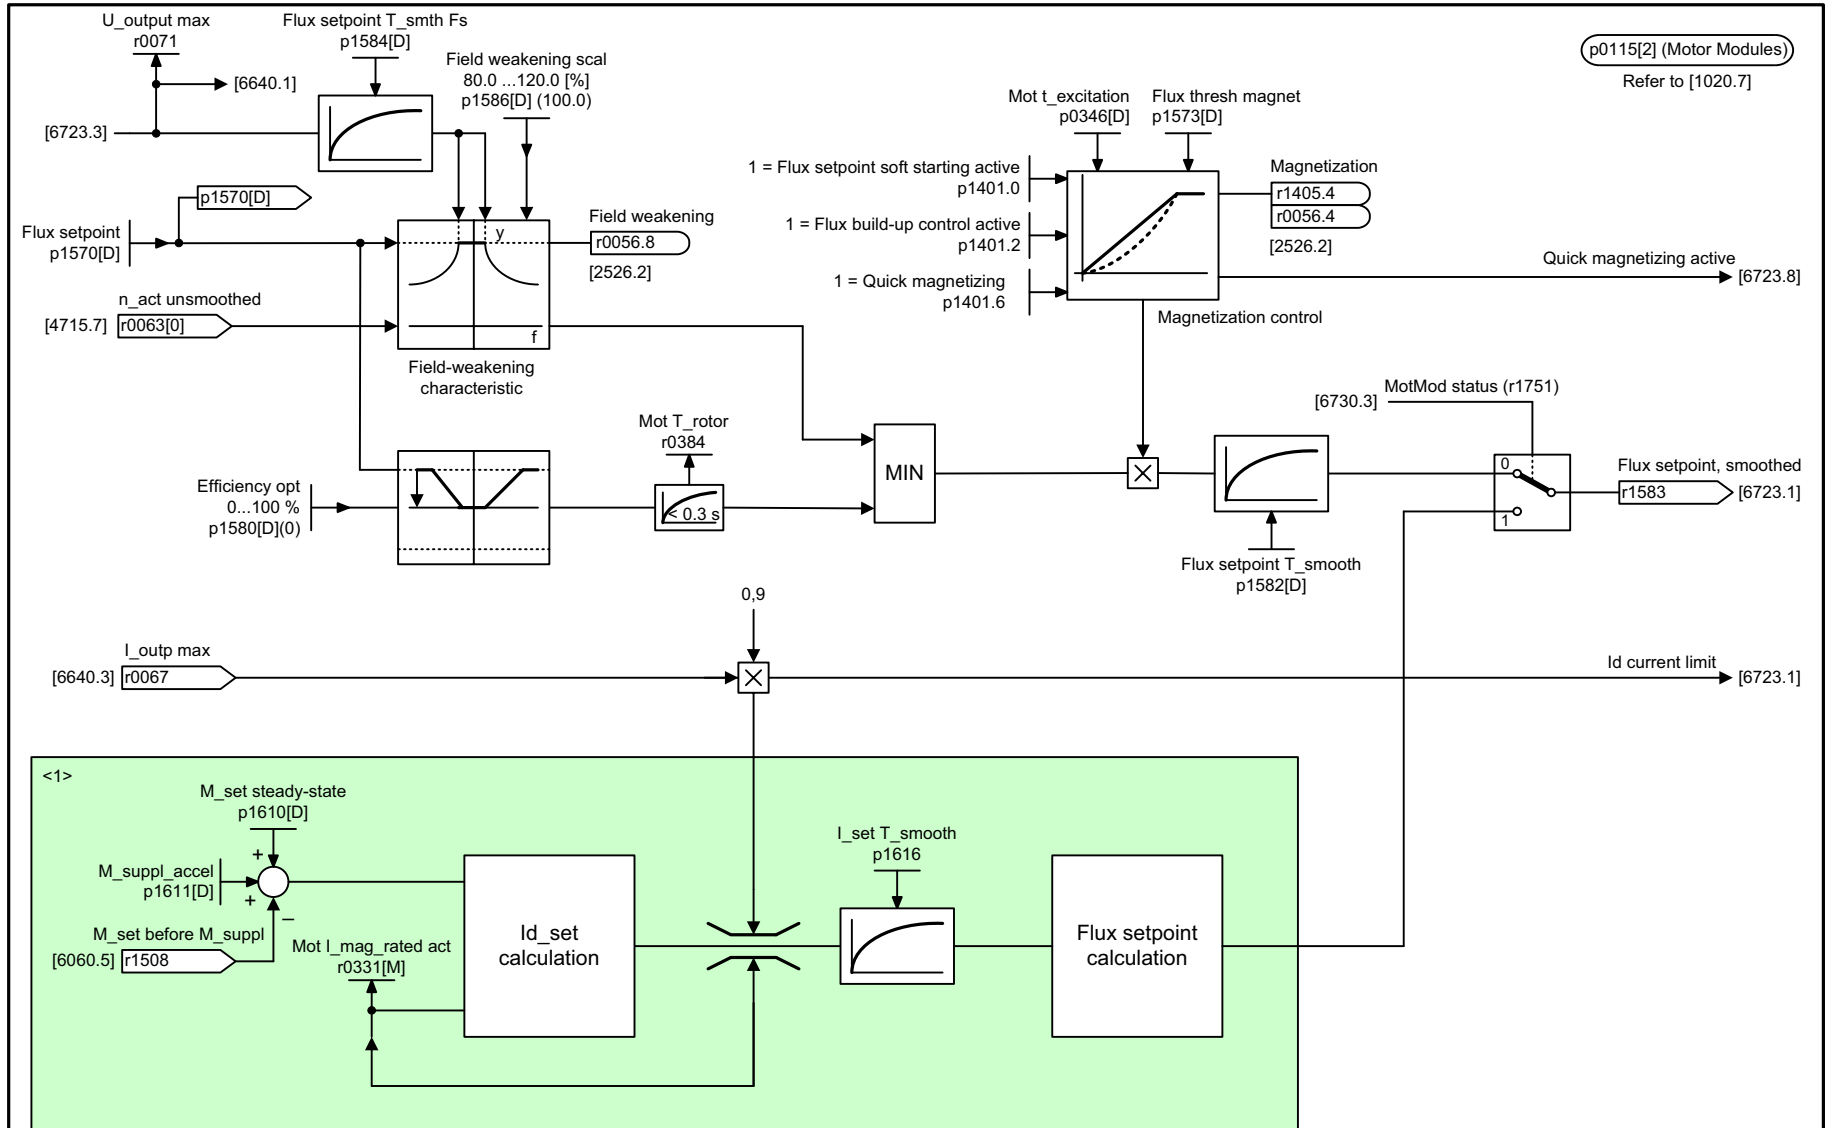 U_output max
r0071
[6640.1]
[6723.3]
Flux setpoint T_smth Fs
p1584[D]
Field weakening scal
80.0 ...120.0 [%]
p1586[D] (100.0)
p0115[2] (Motor Modules)
Refer to [1020.7]
Mot t_excitation
p0346[D]
Flux thresh magnet
p1573[D]
1 = Flux setpoint soft starting active
p1401.0
1 = Flux build-up control active
p1401.2
1 = Quick magnetizing
p1401.6
Magnetization
r1405.4
r0056.4
[2526.2]
Quick magnetizing active
[6723.8]
Magnetization control
p1570[D]
Flux setpoint
p1570[D]
y
f
Field weakening
r0056.8
[2526.2]
n_act unsmoothed
[4715.7]
r0063[0]
Field-weakening
characteristic
Mot T_rotor
r0384
< 0.3 s
Efficiency opt
0...100 %
p1580[D](0)
MIN
MotMod status (r1751)
[6730.3]
0
1
Flux setpoint, smoothed
r1583
[6723.1]
Flux setpoint T_smooth
p1582[D]
0,9
I_outp max
[6640.3]
r0067
Id current limit
[6723.1]
<1>
M_set steady-state
p1610[D]
+
M_suppl_accel
p1611[D]
+
–
M_set before M_suppl
[6060.5]
r1508
Mot I_mag_rated act
r0331[M]
Id_set
calculation
I_set T_smooth
p1616
Flux setpoint
calculation